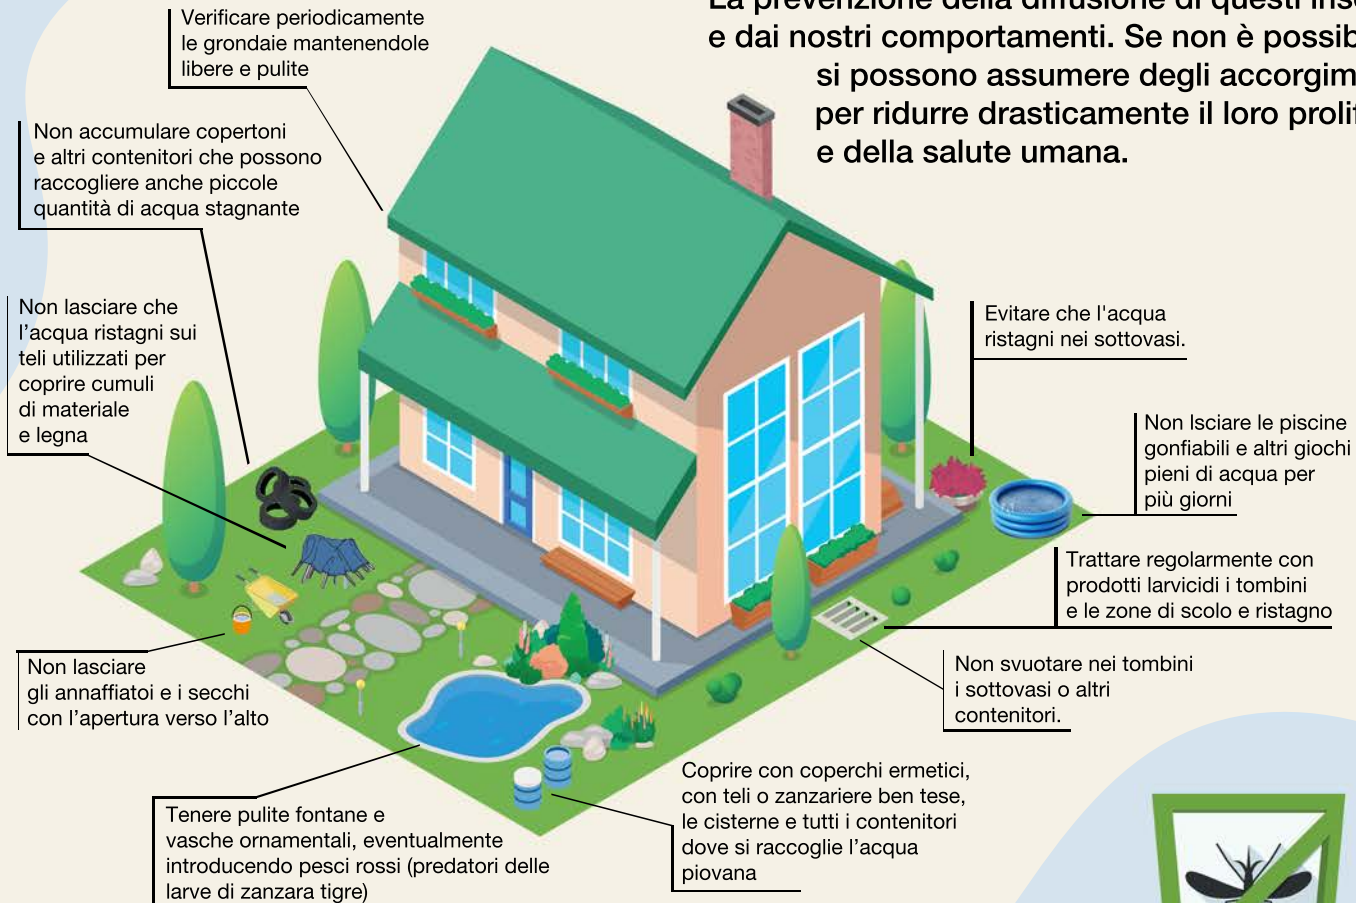 Verificare periodicamente
le grondaie mantenendole
libere e pulite
La prevenzione della diffusione di questi
e dai nostri comportamenti. Se non è
si possono assumere degli
per ridurre drasticamente il loro
e della salute umana.
Non accumulare copertoni
e altri contenitori che possono
raccogliere anche piccole
quantità di acqua stagnante
Non lasciare che
l'acqua ristagni sui
teli utilizzati per
coprire cumuli
di materiale
e legna
Evitare che l'acqua
ristagni nei sottovasi.
Non lsciare le piscine
gonfiabili e altri giochi
pieni di acqua per
più giorni
Trattare regolarmente con
prodotti larvicidi i tombini
e le zone di scolo e ristagno
Non svuotare nei tombini
i sottovasi o altri
contenitori.
Non lasciare
gli annaffiatoi e i secchi
con l'apertura verso l'alto
Coprire con coperchi ermetici,
con teli o zanzariere ben tese,
le cisterne e tutti i contenitori
dove si raccoglie l'acqua
piovana
Tenere pulite fontane e
vasche ornamentali, eventualmente
introducendo pesci rossi (predatori delle
larve di zanzara tigre)